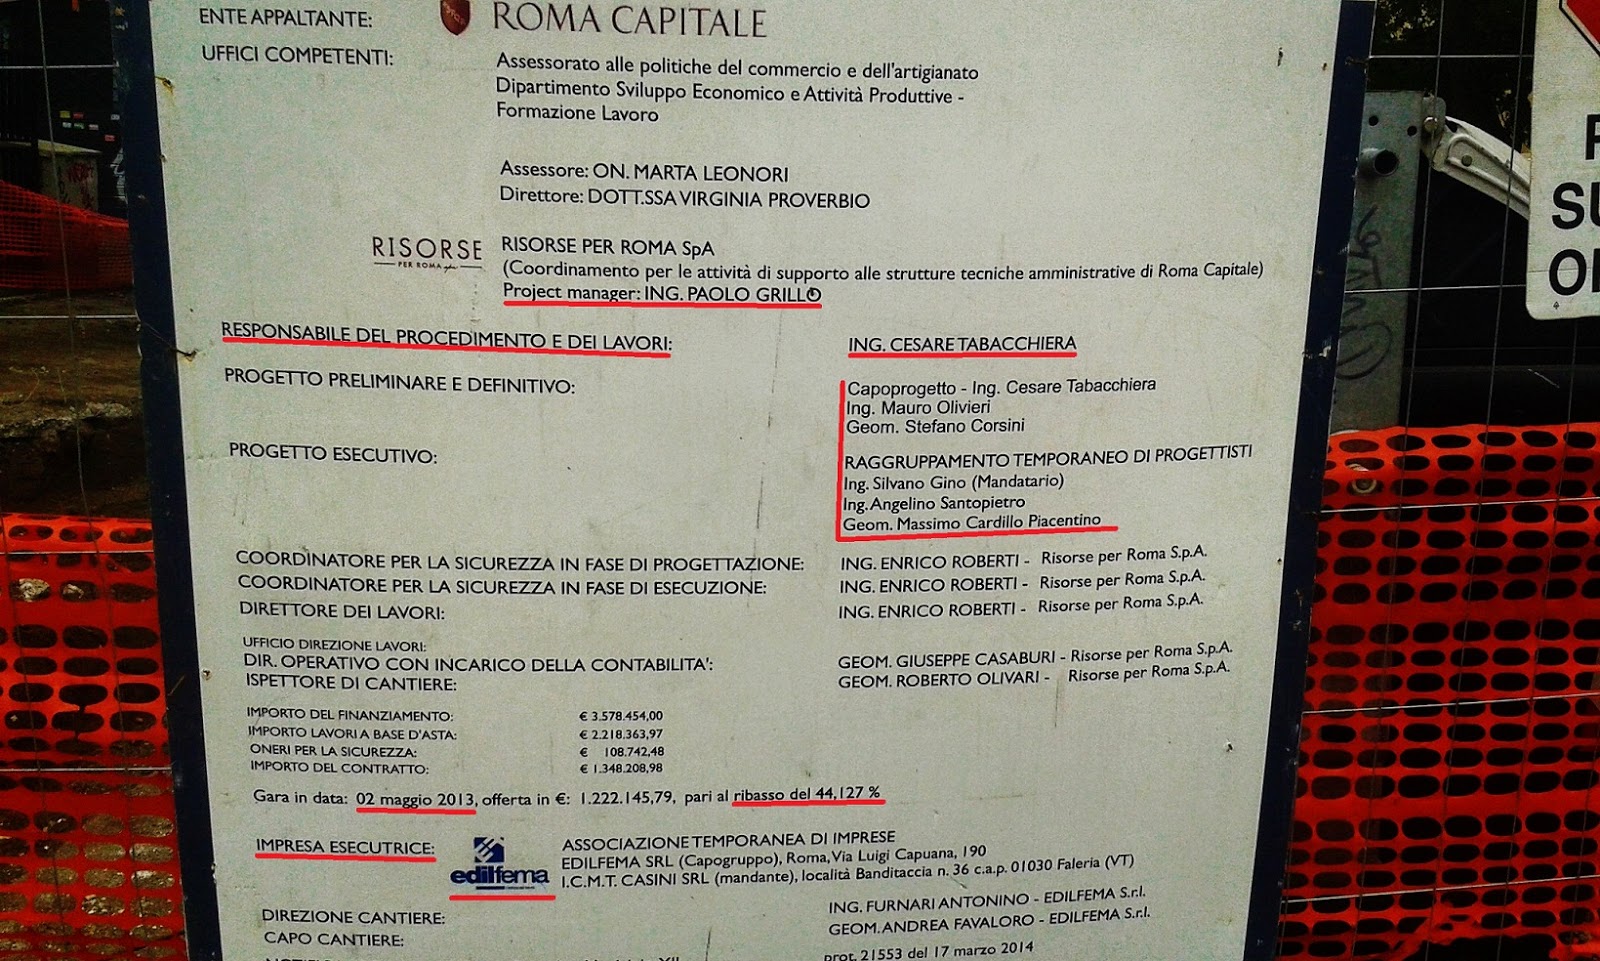 ENTE APPALTANTE: ROMA CAPITALE
UFFICI COMPETENTI: Assessorato alle politiche del commercio e dell'artigianato
Dipartimento Sviluppo Economico e Attività Produttive -
Formazione Lavoro
Assessore: ON. MARTA LEONORI
Direttore: DOTT.SSA VIRGINIA PROVERBIO
RISORSE
PER ROMA spa
RISORSE PER ROMA SpA
(Coordinamento per le attività di supporto alle strutture tecniche amministrative di Roma Capitale)
Project manager: ING. PAOLO GRILLO
RESPONSABILE DEL PROCEDIMENTO E DEI LAVORI: ING. CESARE TABACCHIERA
PROGETTO PRELIMINARE E DEFINITIVO: Capoprogetto - Ing. Cesare Tabacchiera
Ing. Mauro Olivieri
Geom. Stefano Corsini
PROGETTO ESECUTIVO: RAGGRUPPAMENTO TEMPORANEO DI PROGETTISTI
Ing. Silvano Gino (Mandatario)
Ing. Angelino Santopietro
Geom. Massimo Cardillo Piacentino
COORDINATORE PER LA SICUREZZA IN FASE DI PROGETTAZIONE: ING. ENRICO ROBERTI - Risorse per Roma S.p.A.
COORDINATORE PER LA SICUREZZA IN FASE DI ESECUZIONE: ING. ENRICO ROBERTI - Risorse per Roma S.p.A.
DIRETTORE DEI LAVORI: ING. ENRICO ROBERTI - Risorse per Roma S.p.A.
UFFICIO DIREZIONE LAVORI:
DIR. OPERATIVO CON INCARICO DELLA CONTABILITA': GEOM. GIUSEPPE CASABURI - Risorse per Roma S.p.A.
ISPETTORE DI CANTIERE: GEOM. ROBERTO OLIVARI - Risorse per Roma S.p.A.
IMPORTO DEL FINANZIAMENTO: € 3.578.454,00
IMPORTO LAVORI A BASE D'ASTA: € 2.218.363,97
ONERI PER LA SICUREZZA: € 108.742,48
IMPORTO DEL CONTRATTO: € 1.348.208,98
Gara in data: 02 maggio 2013, offerta in €: 1.222.145,79, pari al ribasso del 44,127 %
IMPRESA ESECUTRICE: edilfema ASSOCIAZIONE TEMPORANEA DI IMPRESE
EDILFEMA SRL (Capogruppo), Roma, Via Luigi Capuana, 190
I.C.M.T. CASINI SRL (mandante), località Banditaccia n. 36 c.a.p. 01030 Faleria (VT)
DIREZIONE CANTIERE: ING. FURNARI ANTONINO - EDILFEMA S.r.l.
CAPO CANTIERE: GEOM. ANDREA FAVALORO - EDILFEMA S.r.l.
prot. 21553 del 17 marzo 2014